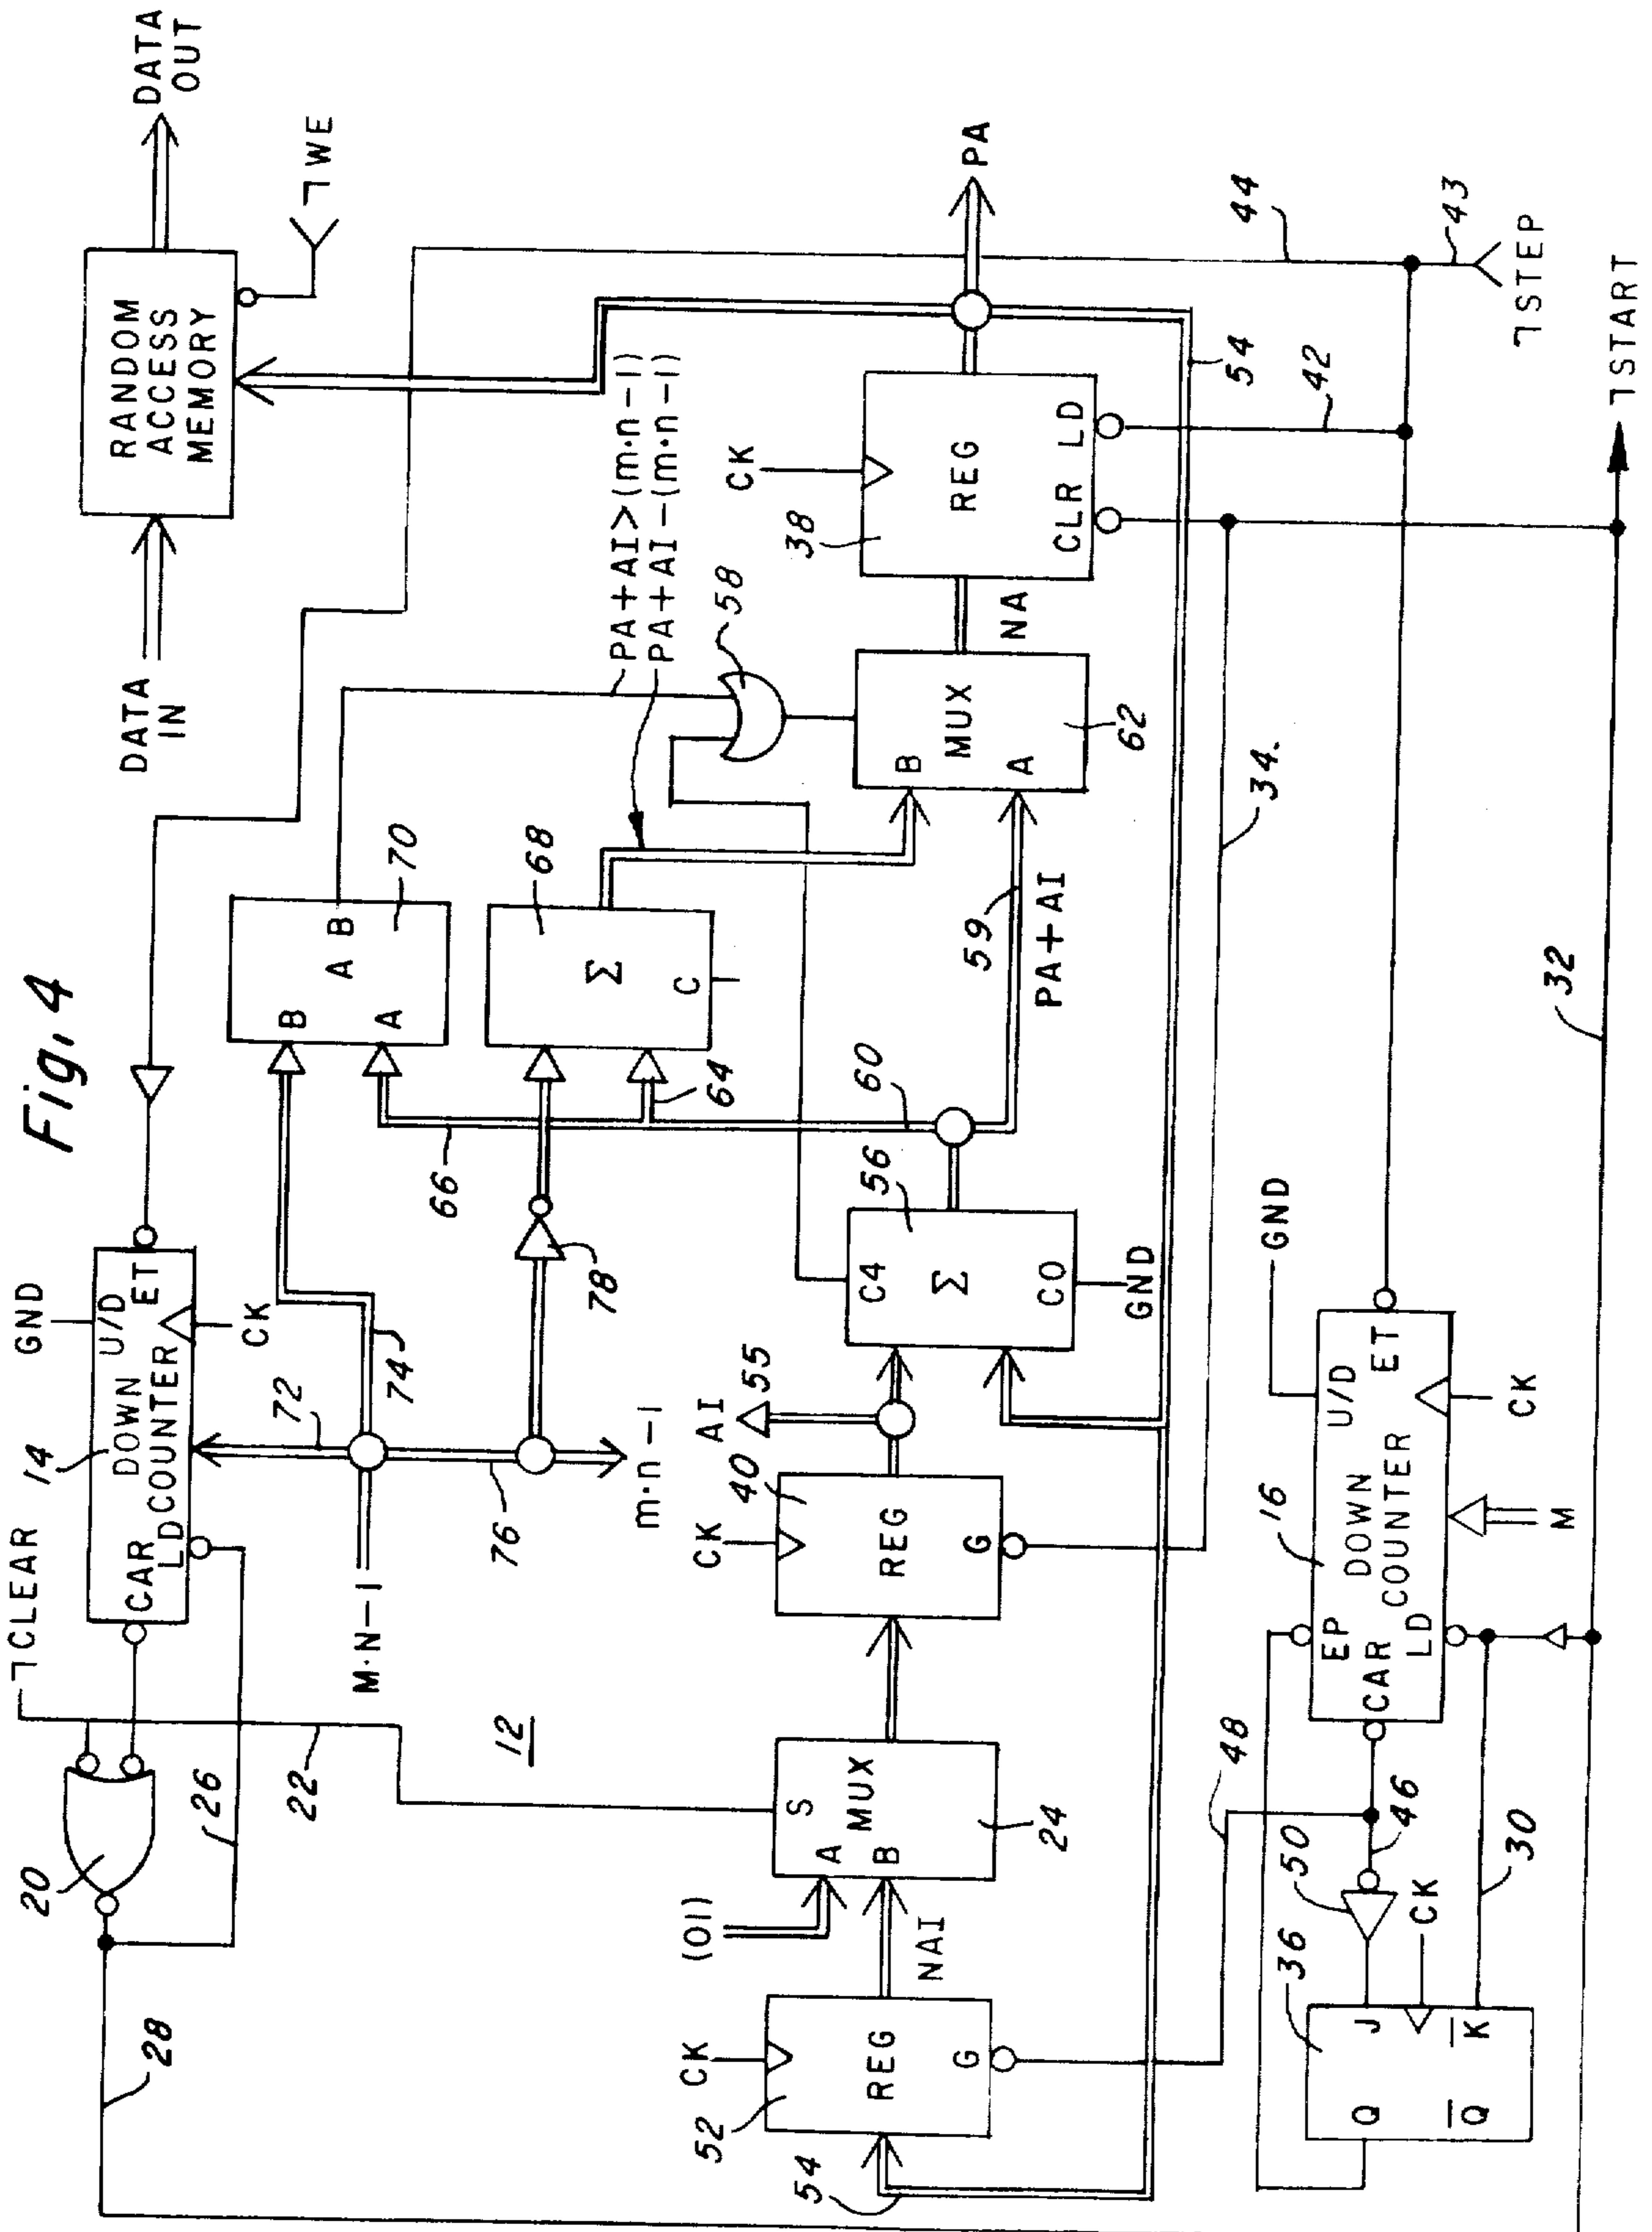 Fig. 4
DATA
OUT
RANDOM
ACCESS
MEMORY
⅂WE
DATA
IN
⅂CLEAR
14
GND
CAR
DOWN
U/D
LD
COUNTER
ET
CK
20
26
22
28
72
74
M·N-1
76
m·n-1
78
66
64
60
B
A
A B
70
Σ
C
68
PA+AI>(m·n-1)
PA+AI-(m·n-1)
58
12
(01)
A
B
S
MUX
24
NAI
CK
52
REG
G
54
CK
40
REG
G
AI
55
C4
56
Σ
C0
GND
59
PA+AI
B
A
MUX
62
NA
CK
38
REG
CLR
LD
PA
54
42
44
43
⅂STEP
34.
32
⅂START
GND
16
EP
CAR
LD
DOWN
COUNTER
U/D
ET
CK
M
48
46
50
30
36
CK
J
K
Q
Q